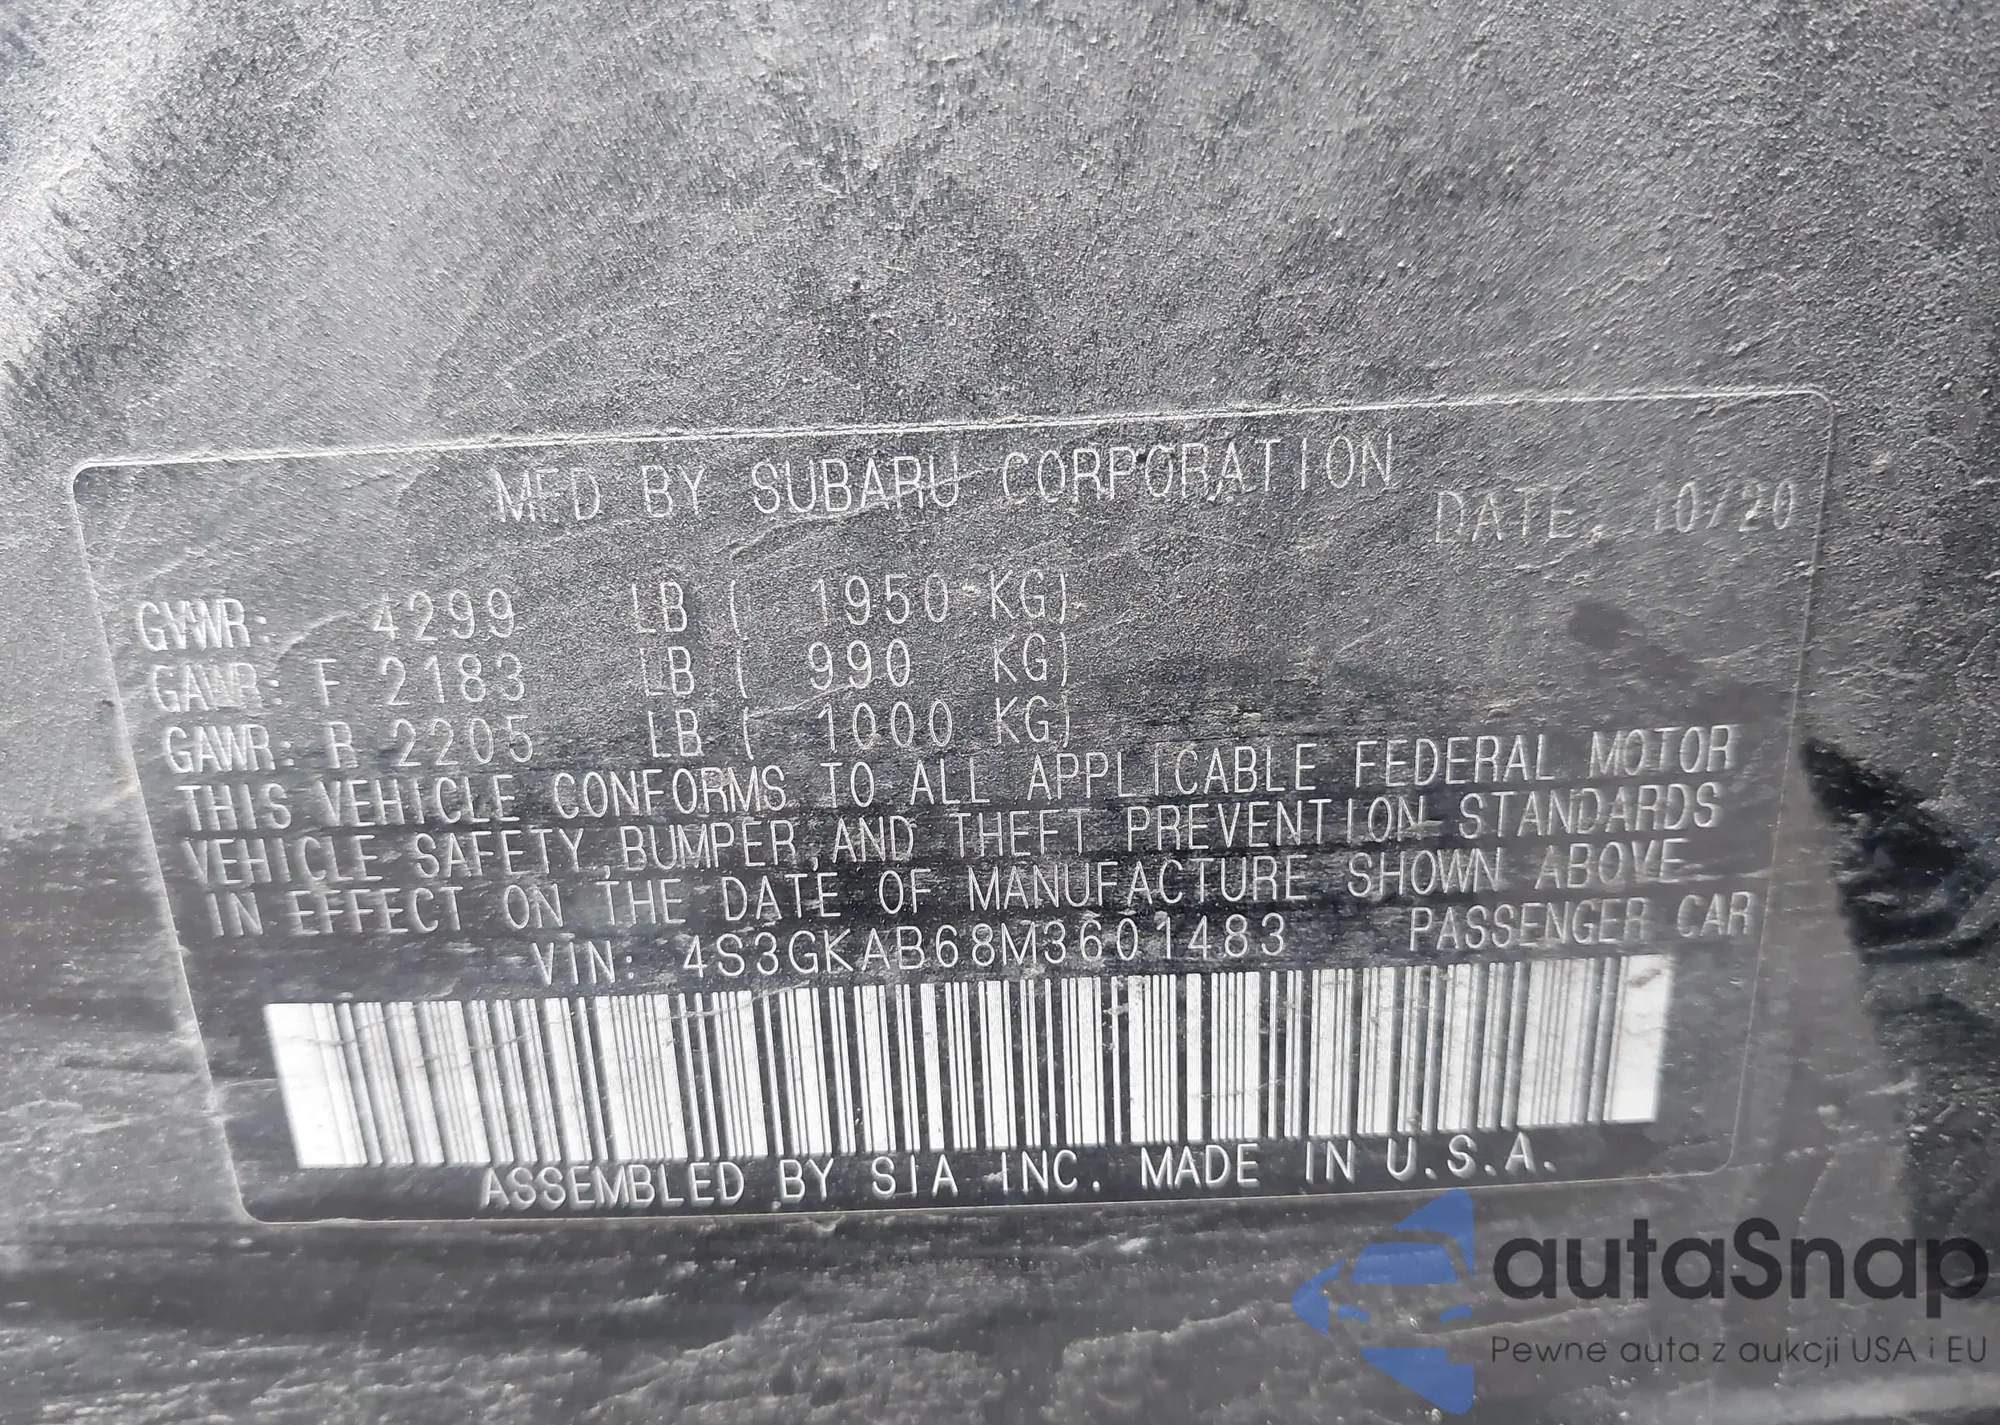 MFD BY SUBARU CORPORATION
DATE: 10/20
GVWR: 4299 LB ( 1950 KG)
GAWR: F 2183 LB ( 990 KG)
GAWR: R 2205 LB ( 1000 KG)
THIS VEHICLE CONFORMS TO ALL APPLICABLE FEDERAL MOTOR
VEHICLE SAFETY,BUMPER,AND THEFT PREVENTION STANDARDS
IN EFFECT ON THE DATE OF MANUFACTURE SHOWN ABOVE.
VIN: 4S3GKAB68M3601483 PASSENGER CAR
ASSEMBLED BY SIA INC. MADE IN U.S.A.
autaSnap
Pewne auta z aukcji USA i EU